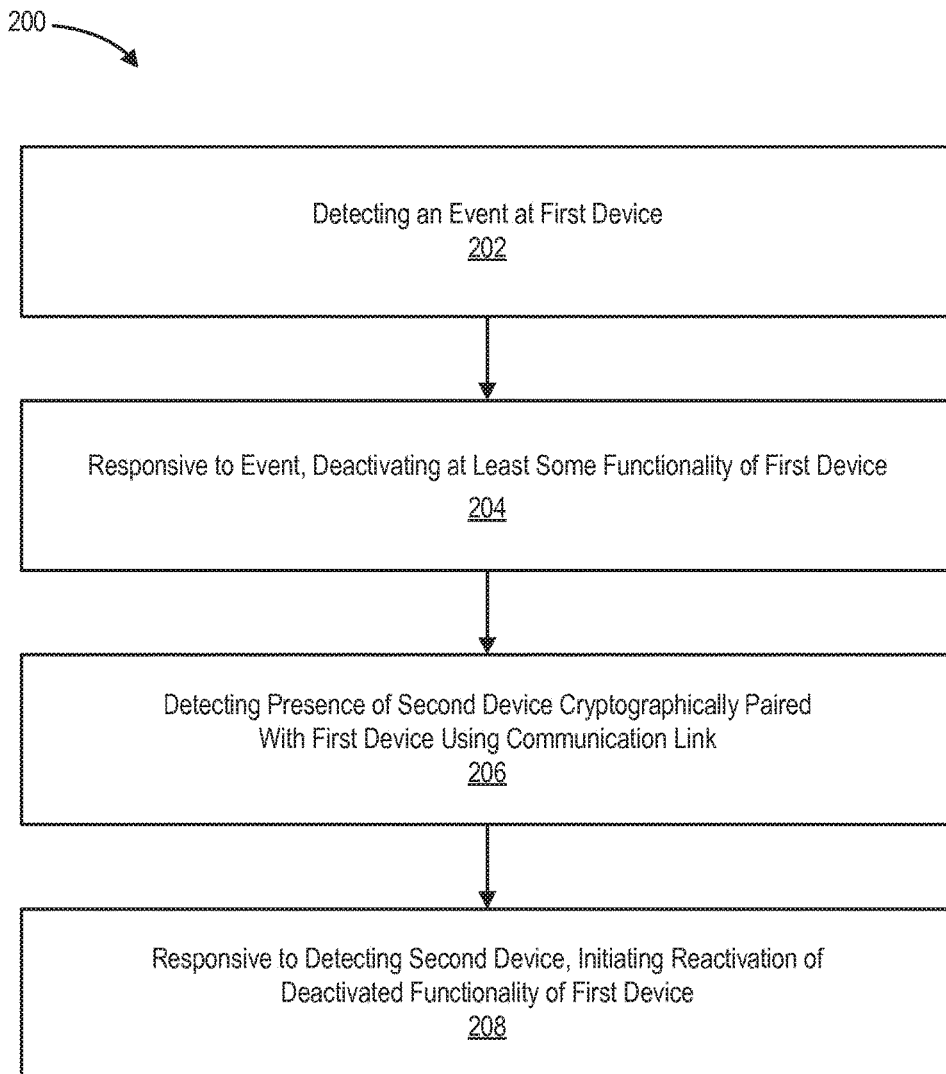 200
Detecting an Event at First Device
202
Responsive to Event, Deactivating at Least Some Functionality of First Device
204
Detecting Presence of Second Device Cryptographically Paired
With First Device Using Communication Link
206
Responsive to Detecting Second Device, Initiating Reactivation of
Deactivated Functionality of First Device
208